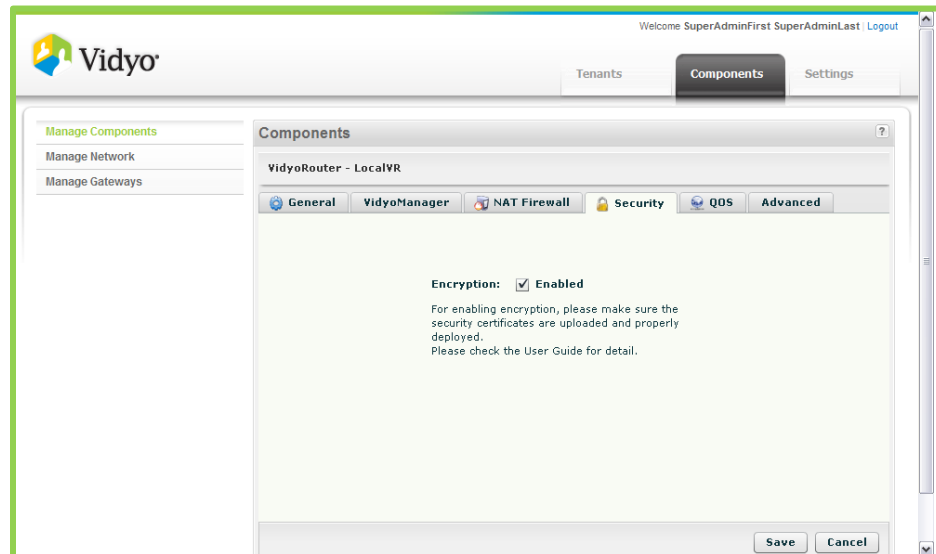 Welcome SuperAdminFirst SuperAdminLast | Logout
Vidyo
Tenants Components Settings
Manage Components
Manage Network
Manage Gateways
Components ?
VidyoRouter - LocalVR
General VidyoManager NAT Firewall Security QOS Advanced
Encryption: Enabled
For enabling encryption, please make sure the
security certificates are uploaded and properly
deployed.
Please check the User Guide for detail.
Save Cancel